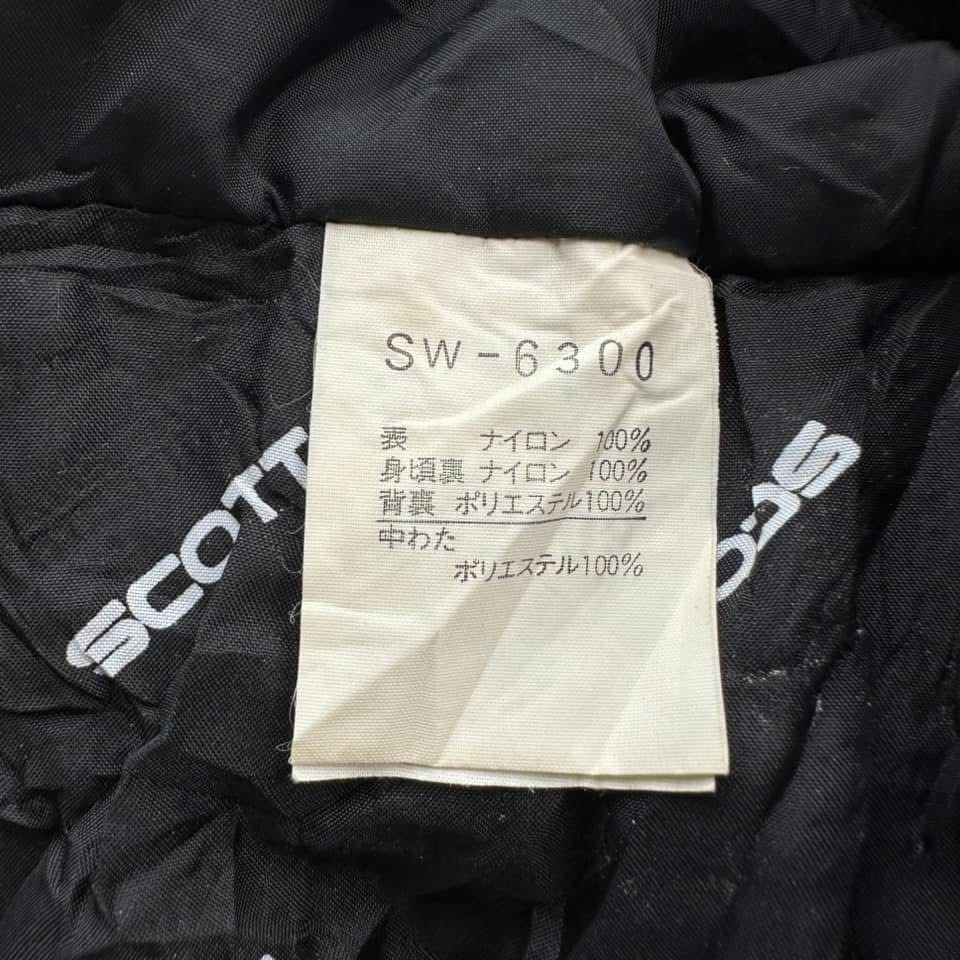 SW-6300
表 ナイロン 100%
身頃裏 ナイロン 100%
背裏 ポリエステル100%
中わた
ポリエステル100%
SCOTT
SCO